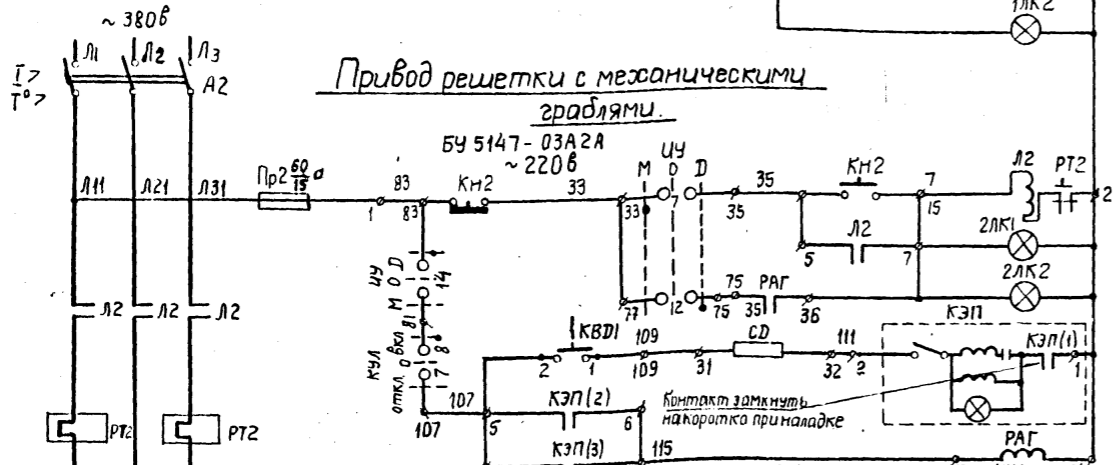 1ЛК2
~ 380в
Л1 Л2 Л3
I >
T° >
А2
Привод решетки с механическими
граблями.
БУ 5147 - 03А2А
~ 220в
Л11 Л21 Л31
Пр2 60/15 а
83
1 83
Кн2
33
33
М О D
ИУ
7
35
35
Кн2
7
15
Л2
РТ2
2
5
Л2
7
2ЛК1
77
12
75
75
РАГ
35
36
2ЛК2
ИУ
М О D
14
81
КУЛ
откл. О вкл
8
7
107
107
Л2 Л2 Л2
КВD1
2 1
109
109
31
СD
111
32 2
КЭП
КЭП(1)
1
Контакт замкнуть
накоротко при наладке
5
КЭП(2)
6
КЭП(3)
115
РАГ
РТ2 РТ2